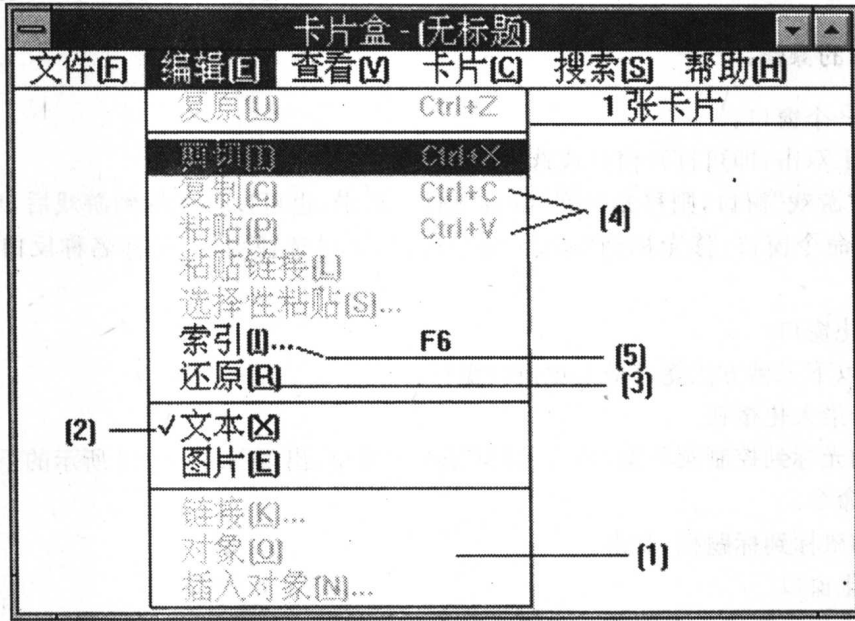 卡片盒 - (无标题)
文件(F) 编辑(E) 查看(V) 卡片(C) 搜索(S) 帮助(H)
复原(U) Ctrl+Z 1 张卡片
剪切(T) Ctrl+X
复制(C) Ctrl+C
粘贴(P) Ctrl+V (4)
粘贴链接(L)
选择性粘贴(S)...
索引(I)... F6 (5)
还原(R) (3)
(2) ✓文本(X)
图片(E)
链接(K)...
对象(O) (1)
插入对象(N)...